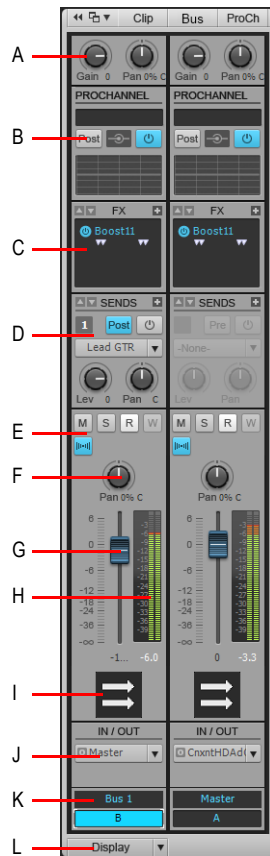 Clip Bus ProCh
A
Gain 0 Pan 0% C Gain 0 Pan 0% C
PROCHANNEL PROCHANNEL
B Post Post
FX FX
Boost11 Boost11
C
SENDS SENDS
D 1 Post Pre
Lead GTR -None-
Lev 0 Pan C Lev Pan
E M S R W M S R W
F
Pan 0% C Pan 0% C
G
H
6 6
0 0
-6 -6
-12 -12
-18 -18
-24 -24
-36 -36
-∞ -∞
-1... -6.0 0 -3.3
I
IN / OUT IN / OUT
J Master CnxntHDAd(
K Bus 1 Master
B A
L Display